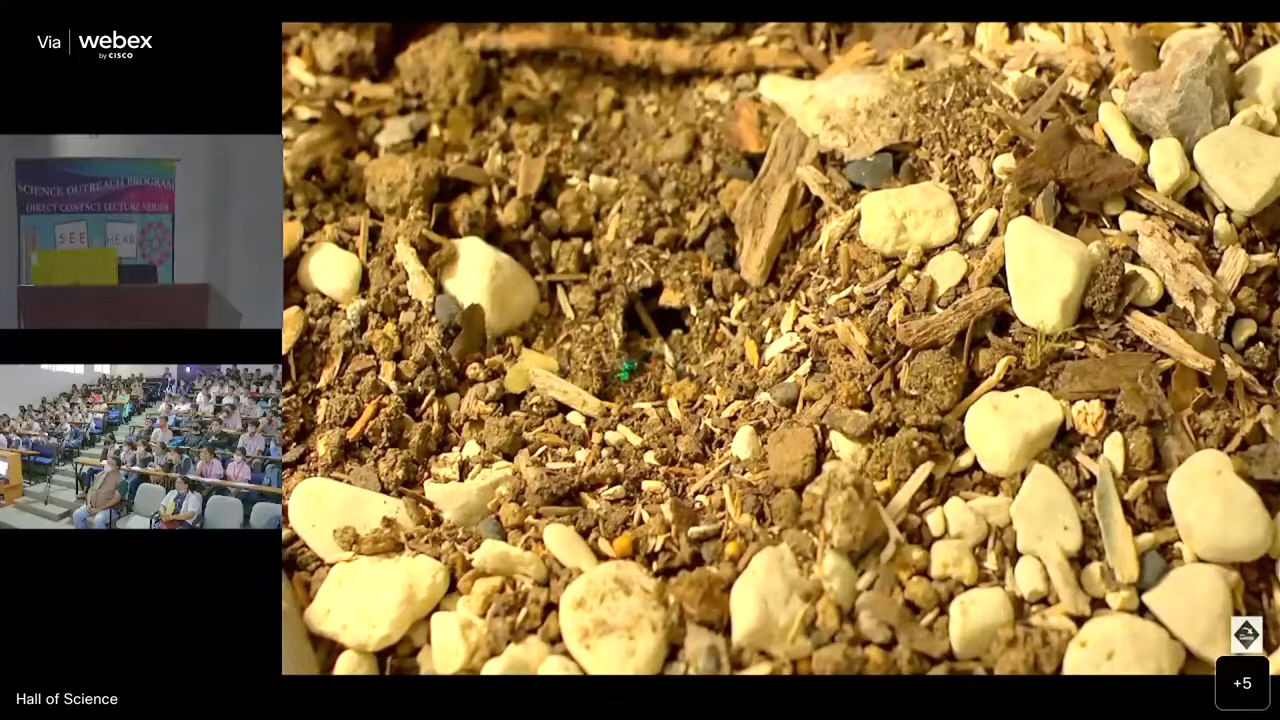 Via webex
by CISCO
SCIENCE OUTREACH PROGRAM
DIRECT CONTACT LECTURE SERIES
SEE
HEAR
Hall of Science
+5